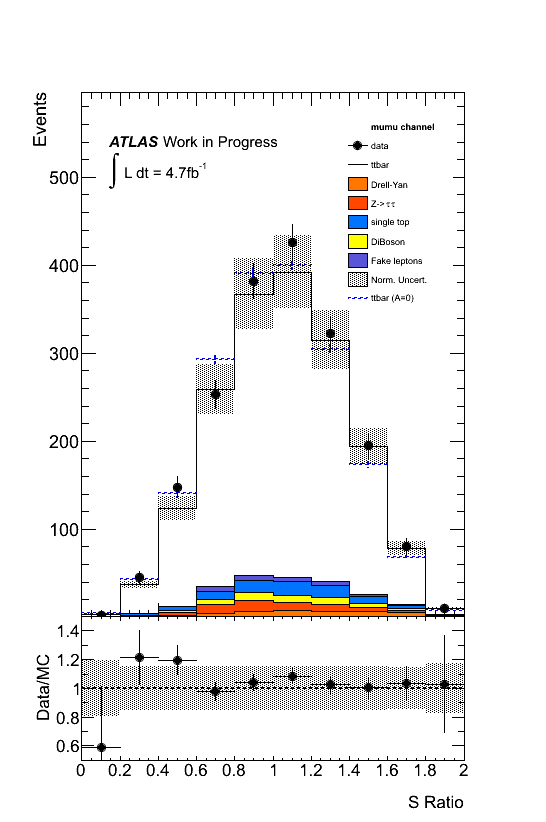 Events
ATLAS Work in Progress
∫ L dt = 4.7fb⁻¹
mumu channel
data
ttbar
Drell-Yan
Z->ττ
single top
DiBoson
Fake leptons
Norm. Uncert.
ttbar (A=0)
500
400
300
200
100
Data/MC
1.4
1.2
1
0.8
0.6
0 0.2 0.4 0.6 0.8 1 1.2 1.4 1.6 1.8 2
S Ratio